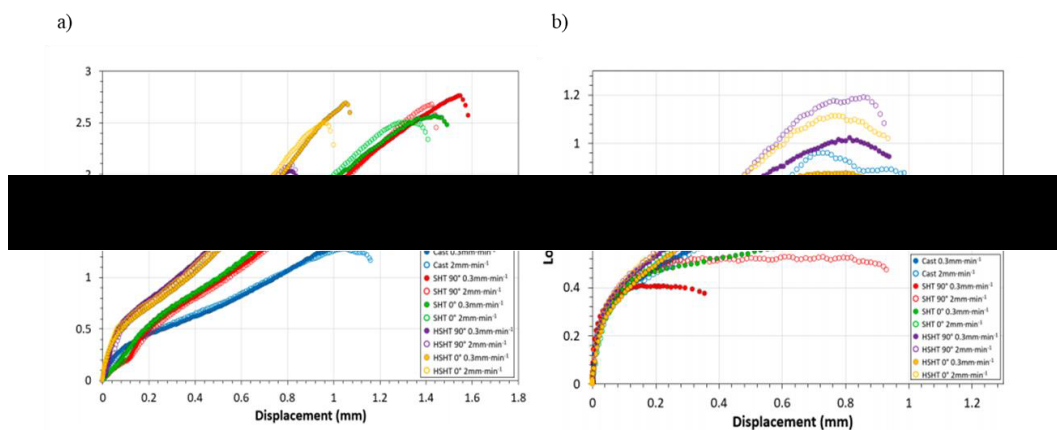 a)
b)
3
2.5
1
0.5
0
0 0.2 0.4 0.6 0.8 1.0 1.2 1.4 1.6 1.8
Displacement (mm)
Cast 0.3mm·min⁻¹
Cast 2mm·min⁻¹
SHT 90° 0.3mm·min⁻¹
SHT 90° 2mm·min⁻¹
SHT 0° 0.3mm·min⁻¹
SHT 0° 2mm·min⁻¹
HSHT 90° 0.3mm·min⁻¹
HSHT 90° 2mm·min⁻¹
HSHT 0° 0.3mm·min⁻¹
HSHT 0° 2mm·min⁻¹
1.2
1
0.4
0.2
0
0 0.2 0.4 0.6 0.8 1 1.2
Displacement (mm)
Cast 0.3mm·min⁻¹
Cast 2mm·min⁻¹
SHT 90° 0.3mm·min⁻¹
SHT 90° 2mm·min⁻¹
SHT 0° 0.3mm·min⁻¹
SHT 0° 2mm·min⁻¹
HSHT 90° 0.3mm·min⁻¹
HSHT 90° 2mm·min⁻¹
HSHT 0° 0.3mm·min⁻¹
HSHT 0° 2mm·min⁻¹